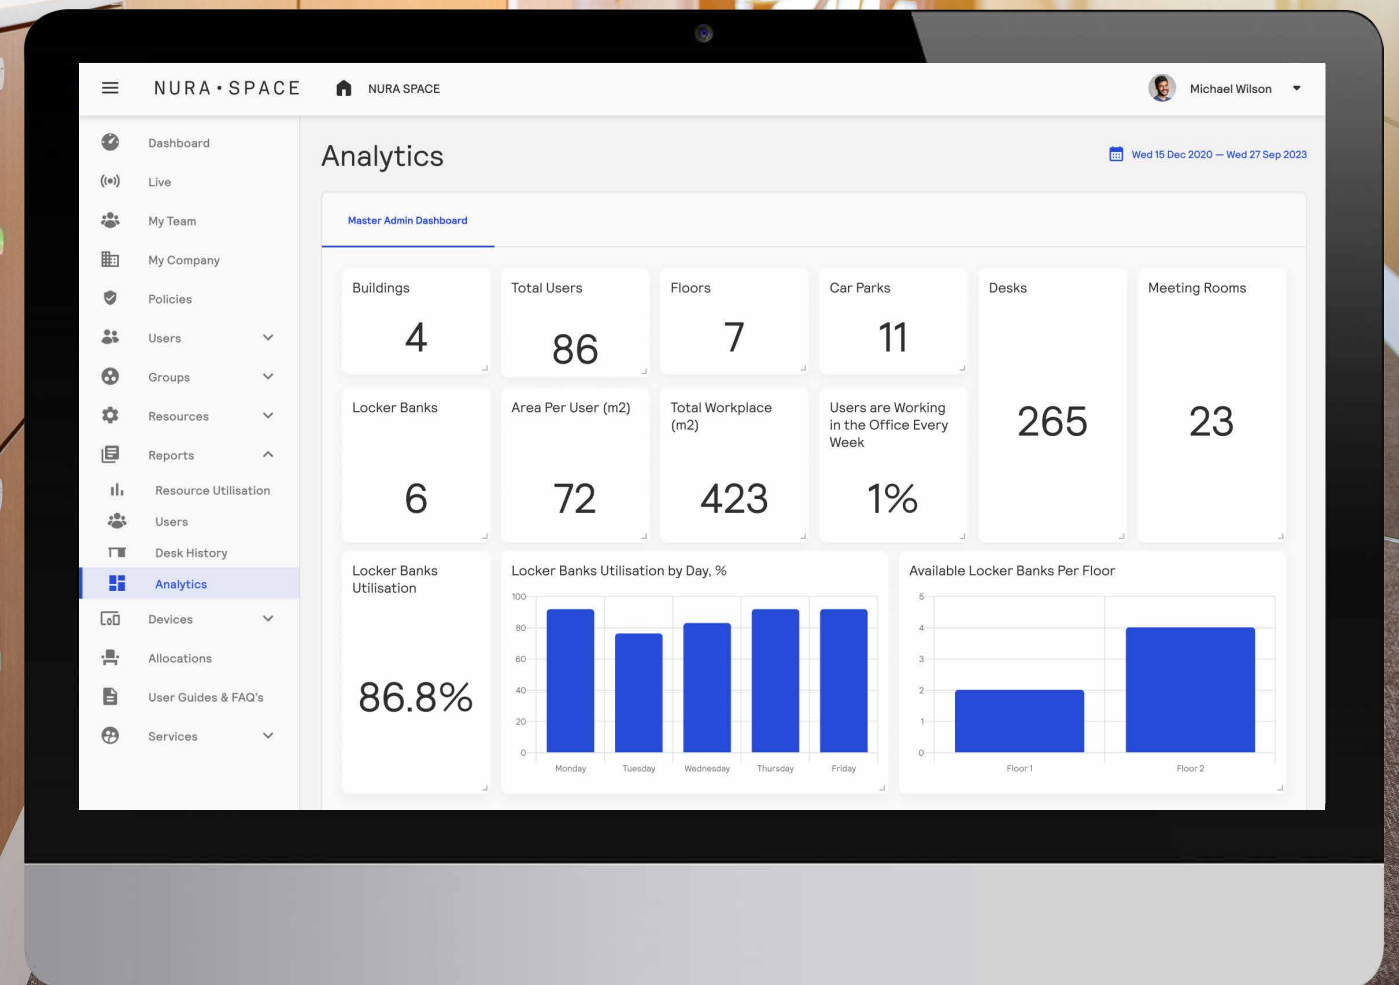 NURA • SPACE
NURA SPACE
Michael Wilson
Dashboard
Live
My Team
My Company
Policies
Users
Groups
Resources
Reports
Resource Utilisation
Users
Desk History
Analytics
Devices
Allocations
User Guides & FAQ's
Services
Analytics
Wed 15 Dec 2020 — Wed 27 Sep 2023
Master Admin Dashboard
Buildings
4
Total Users
86
Floors
7
Car Parks
11
Desks
265
Meeting Rooms
23
Locker Banks
6
Area Per User (m2)
72
Total Workplace
(m2)
423
Users are Working
in the Office Every
Week
1%
Locker Banks
Utilisation
86.8%
Locker Banks Utilisation by Day, %
100
80
60
40
20
0
Monday Tuesday Wednesday Thursday Friday
Available Locker Banks Per Floor
5
4
3
2
1
0
Floor 1 Floor 2